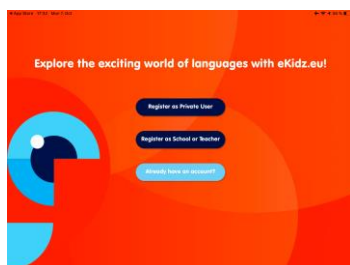 Explore the exciting world of languages with eKidz.eu!
Register as Private User
Register as School or Teacher
Already have an account?